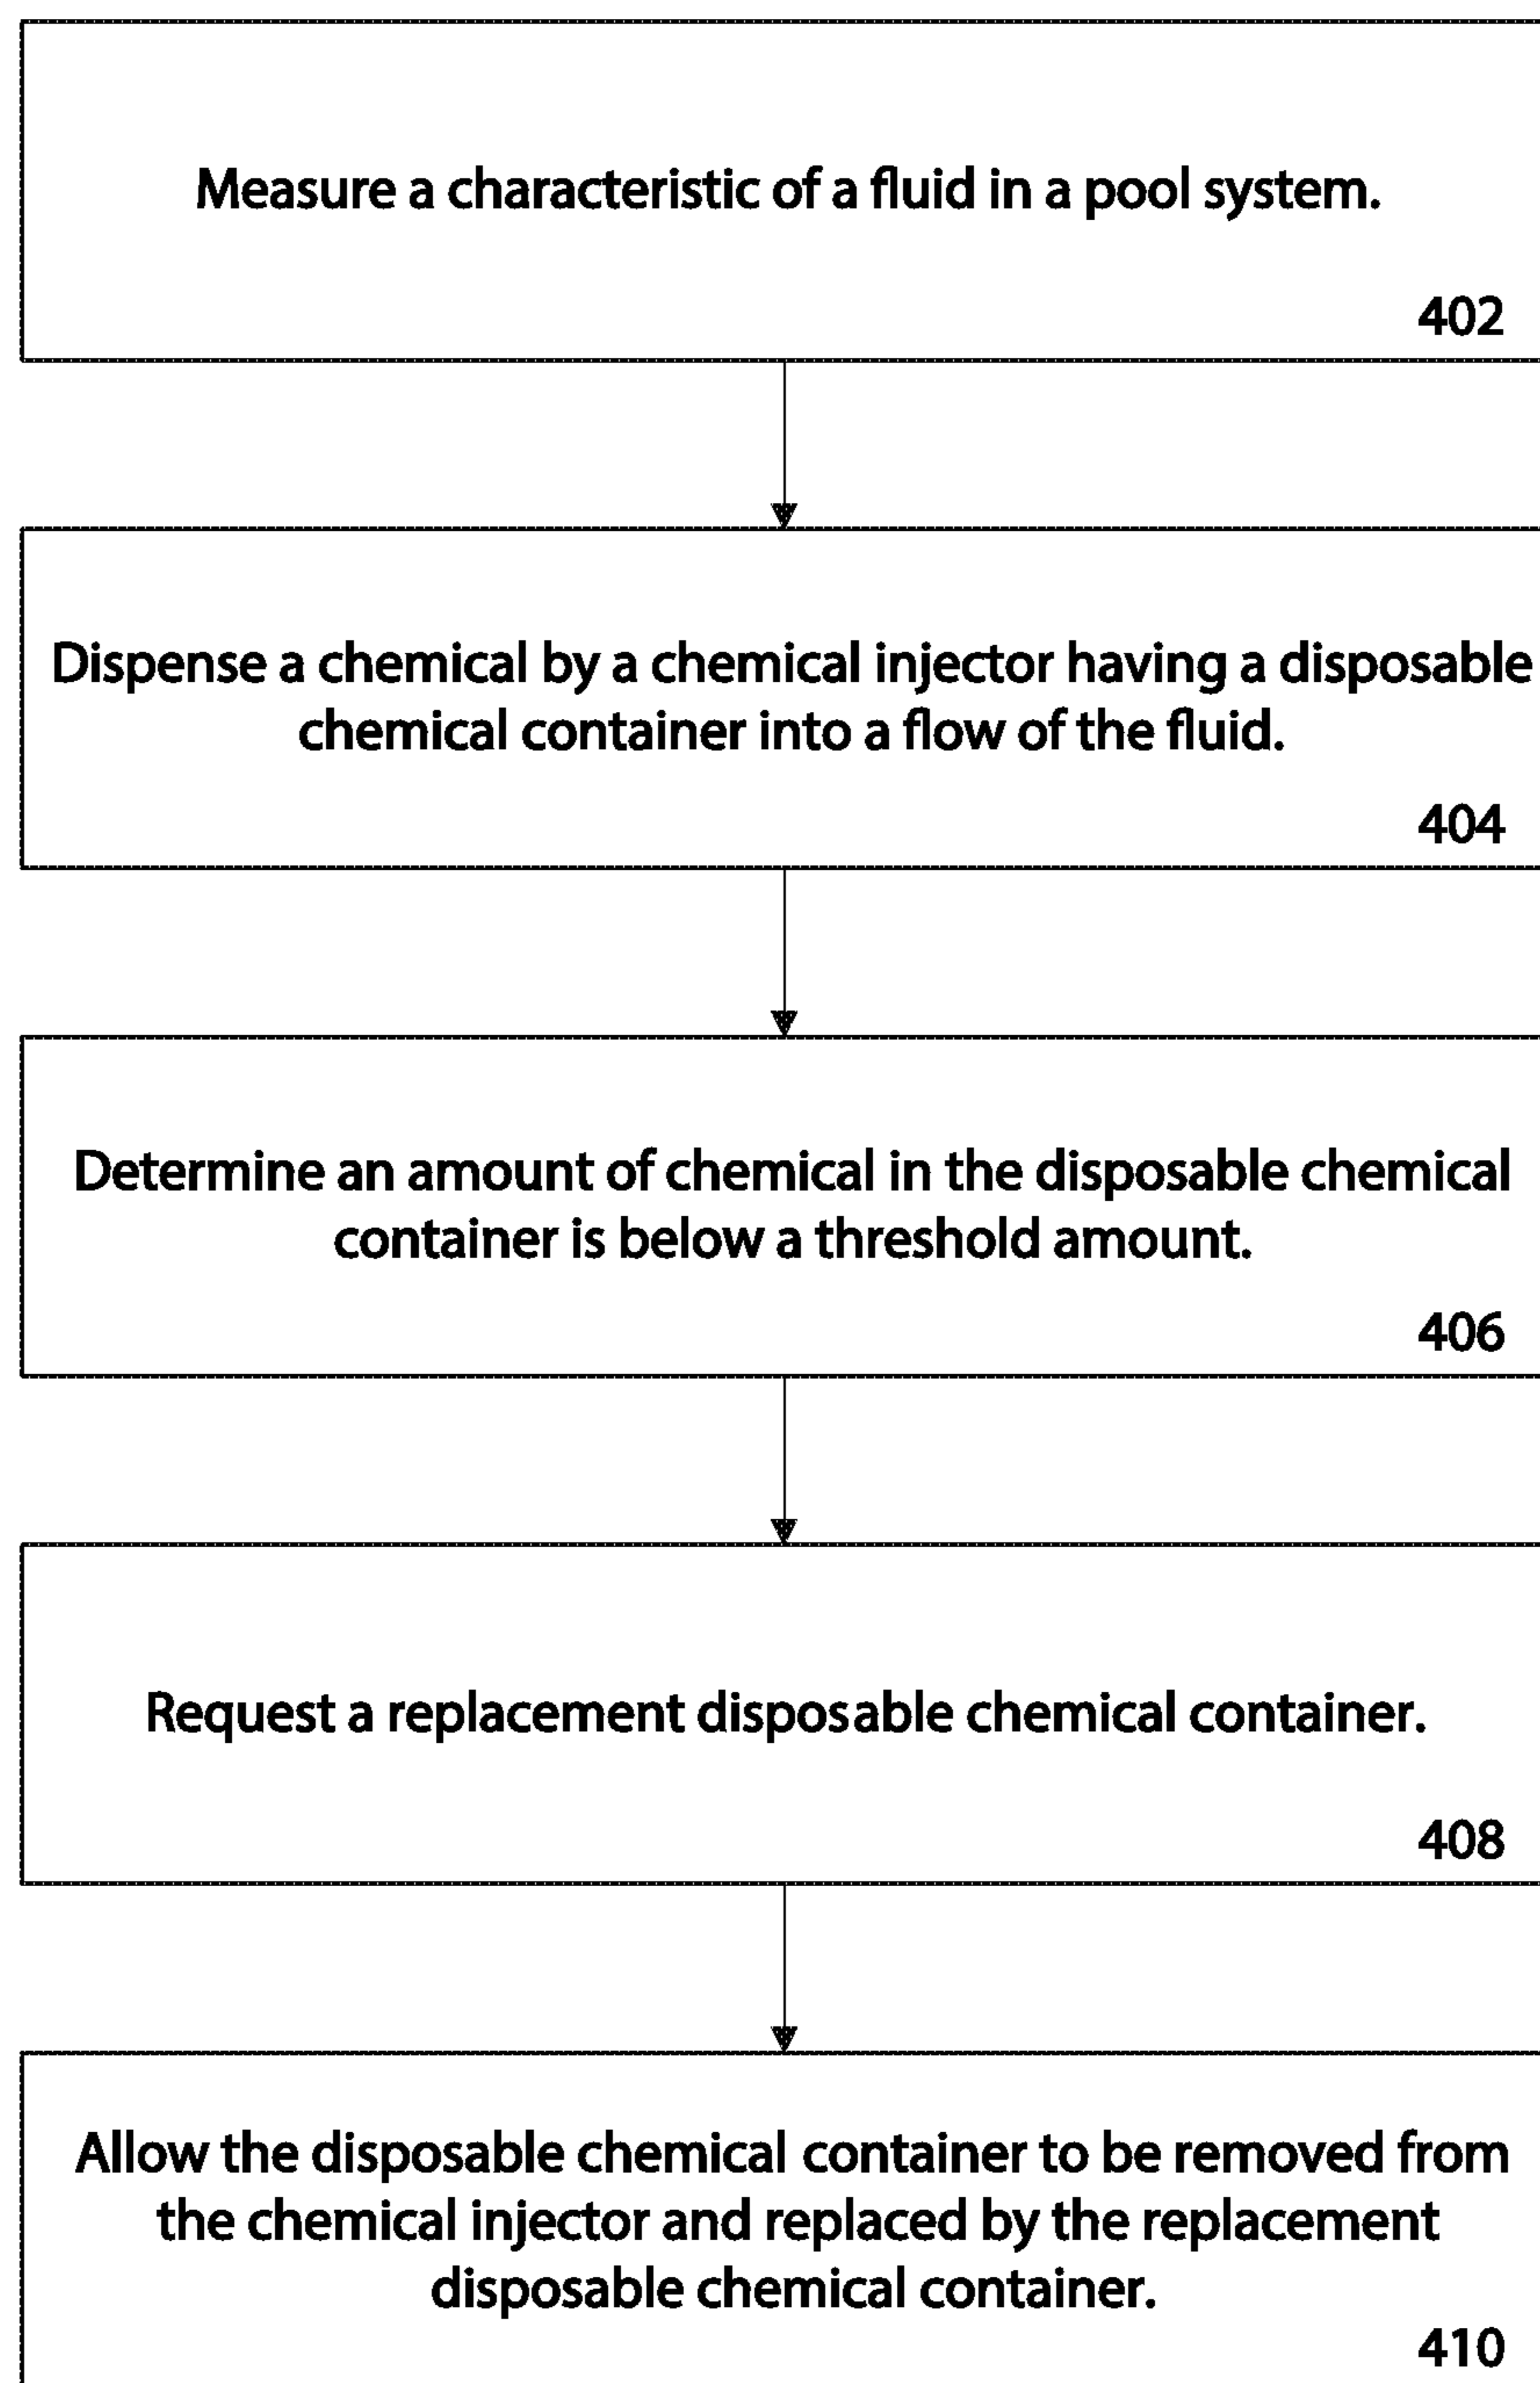 Measure a characteristic of a fluid in a pool system.
402
Dispense a chemical by a chemical injector having a disposable
chemical container into a flow of the fluid.
404
Determine an amount of chemical in the disposable chemical
container is below a threshold amount.
406
Request a replacement disposable chemical container.
408
Allow the disposable chemical container to be removed from
the chemical injector and replaced by the replacement
disposable chemical container.
410